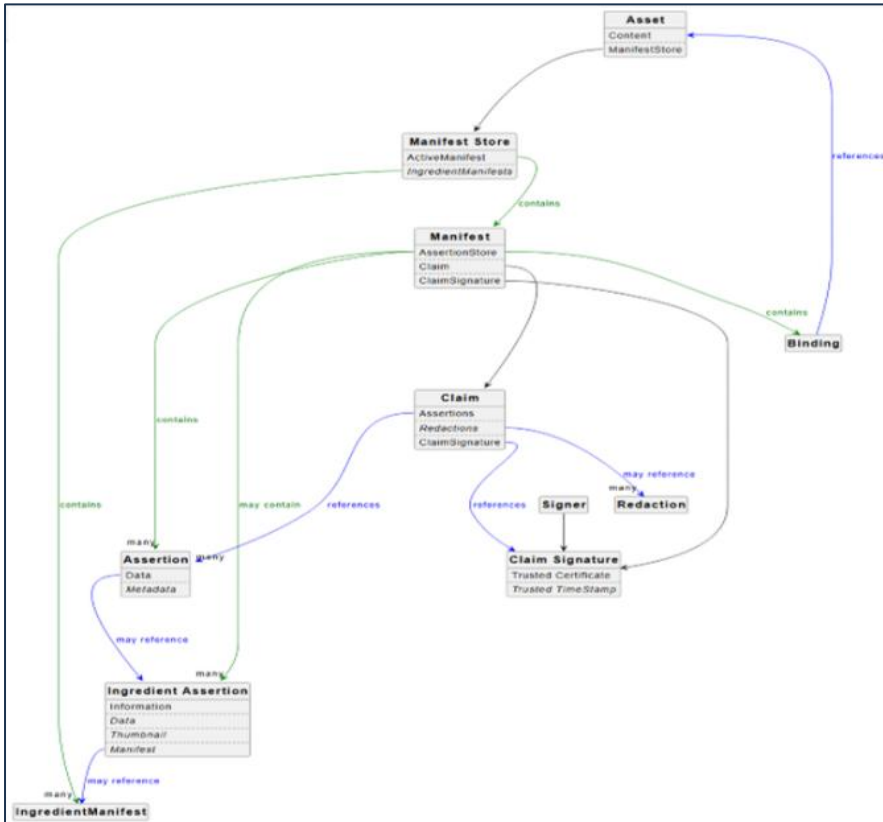 Asset
Content
ManifestStore
Manifest Store
ActiveManifest
IngredientManifests
references
contains
Manifest
AssertionStore
Claim
ClaimSignature
contains
Binding
Claim
Assertions
Redactions
ClaimSignature
contains
may reference
many
contains
may contain
references
references
Signer
Redaction
many
many
Assertion
Data
Metadata
Claim Signature
Trusted Certificate
Trusted TimeStamp
may reference
many
Ingredient Assertion
Information
Data
Thumbnail
Manifest
may reference
many
IngredientManifest